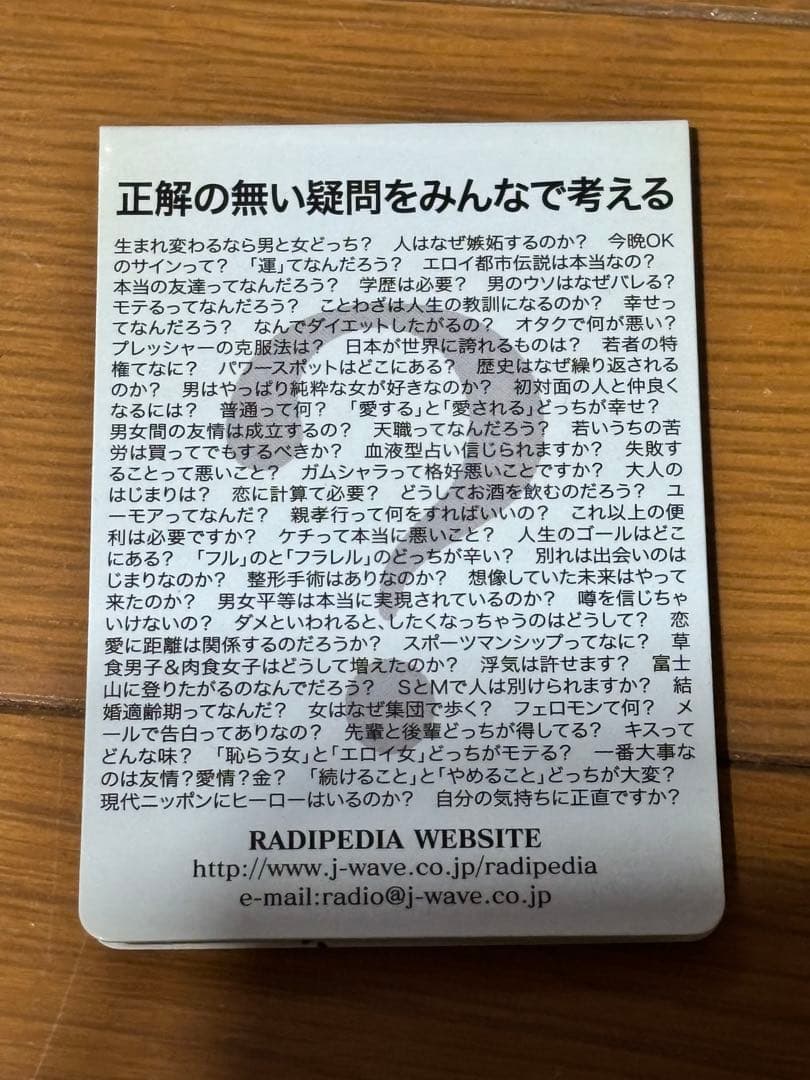 正解の無い疑問をみんなで考える
生まれ変わるなら男と女どっち？　人はなぜ嫉妬するのか？　今晩OK
のサインって？　「運」てなんだろう？　エロイ都市伝説は本当なの？
本当の友達ってなんだろう？　学歴は必要？　男のウソはなぜバレる？
モテるってなんだろう？　ことわざは人生の教訓になるのか？　幸せっ
てなんだろう？　なんでダイエットしたがるの？　オタクで何が悪い？
プレッシャーの克服法は？　日本が世界に誇れるものは？　若者の特
権てなに？　パワースポットはどこにある？　歴史はなぜ繰り返される
のか？　男はやっぱり純粋な女が好きなのか？　初対面の人と仲良く
なるには？　普通って何？　「愛する」と「愛される」どっちが幸せ？
男女間の友情は成立するの？　天職ってなんだろう？　若いうちの苦
労は買ってでもするべきか？　血液型占い信じられますか？　失敗す
ることって悪いこと？　ガムシャラって格好悪いことですか？　大人の
はじまりは？　恋に計算て必要？　どうしてお酒を飲むのだろう？　ユ
ーモアってなんだ？　親孝行って何をすればいいの？　これ以上の便
利は必要ですか？　ケチって本当に悪いこと？　人生のゴールはどこ
にある？　「フル」のと「フラレル」のどっちが辛い？　別れは出会いのは
じまりなのか？　整形手術はありなのか？　想像していた未来はやって
来たのか？　男女平等は本当に実現されているのか？　噂を信じちゃ
いけないの？　ダメといわれると、したくなっちゃうのはどうして？　恋
愛に距離は関係するのだろうか？　スポーツマンシップってなに？　草
食男子＆肉食女子はどうして増えたのか？　浮気は許せます？　富士
山に登りたがるのなんでだろう？　SとMで人は別けられますか？　結
婚適齢期ってなんだ？　女はなぜ集団で歩く？　フェロモンて何？　メ
ールで告白ってありなの？　先輩と後輩どっちが得してる？　キスって
どんな味？　「恥らう女」と「エロイ女」どっちがモテる？　一番大事な
のは友情？愛情？金？　「続けること」と「やめること」どっちが大変？
現代ニッポンにヒーローはいるのか？　自分の気持ちに正直ですか？
RADIPEDIA WEBSITE
http://www.j-wave.co.jp/radipedia
e-mail:radio@j-wave.co.jp